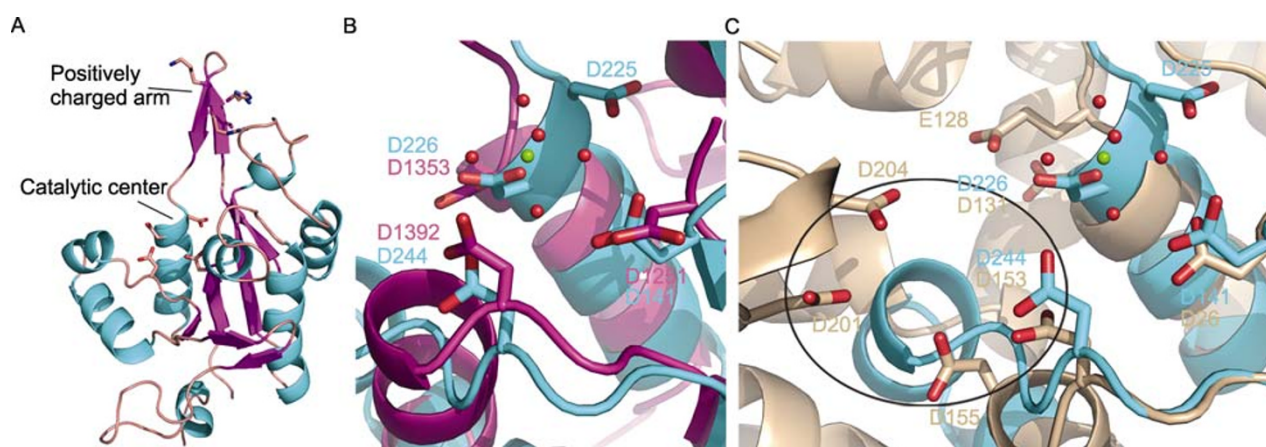 A
Positively
charged arm
Catalytic center
B
D225
D226
D1353
D1392
D244
D1251
D141
C
D225
E128
D204
D226
D131
D244
D153
D201
D141
D26
D155